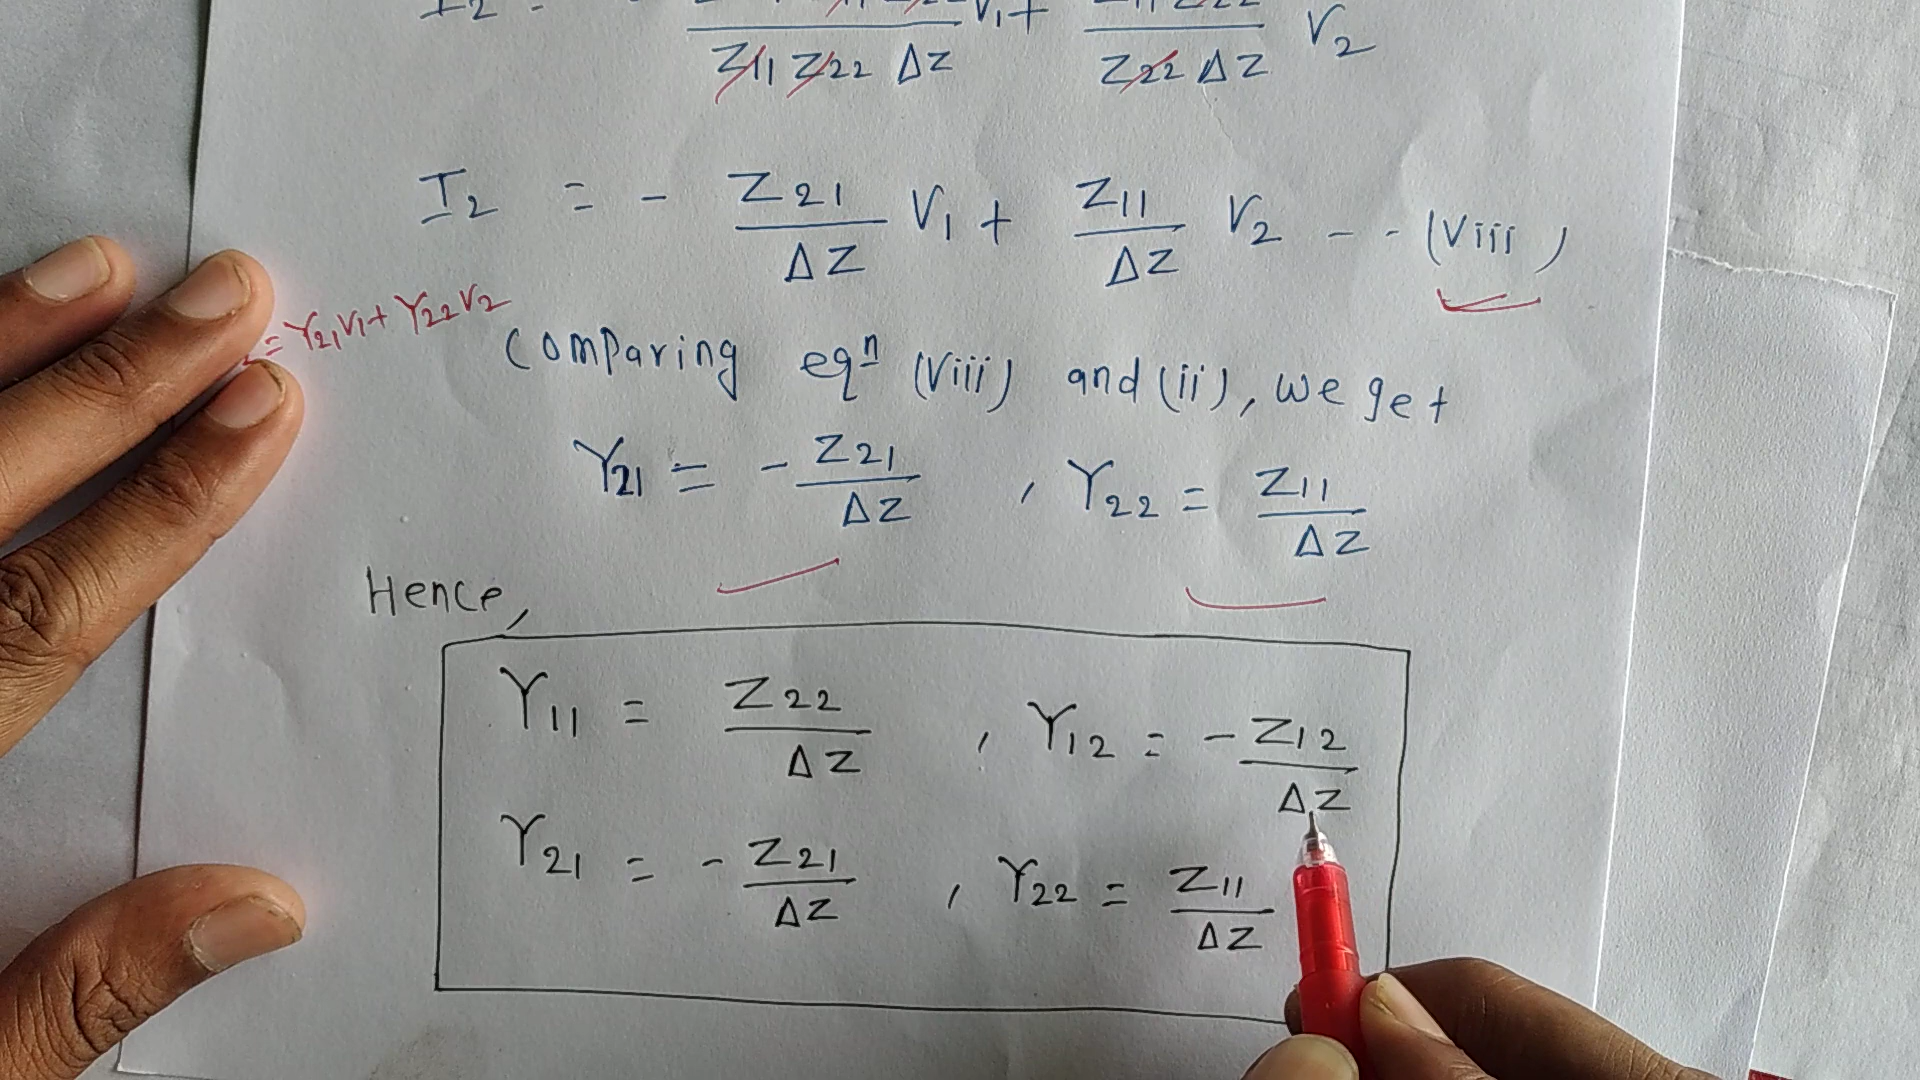 I2
Z11 Z22 ΔZ V1 + Z22 ΔZ V2
I2 = - Z21/ΔZ V1 + Z11/ΔZ V2 -- (Viii)
= Y21V1 + Y22V2
Comparing eqn (Viii) and (ii), we get
Y21 = - Z21/ΔZ , Y22 = Z11/ΔZ
Hence,
Y11 = Z22/ΔZ , Y12 = - Z12/ΔZ
Y21 = - Z21/ΔZ , Y22 = Z11/ΔZ